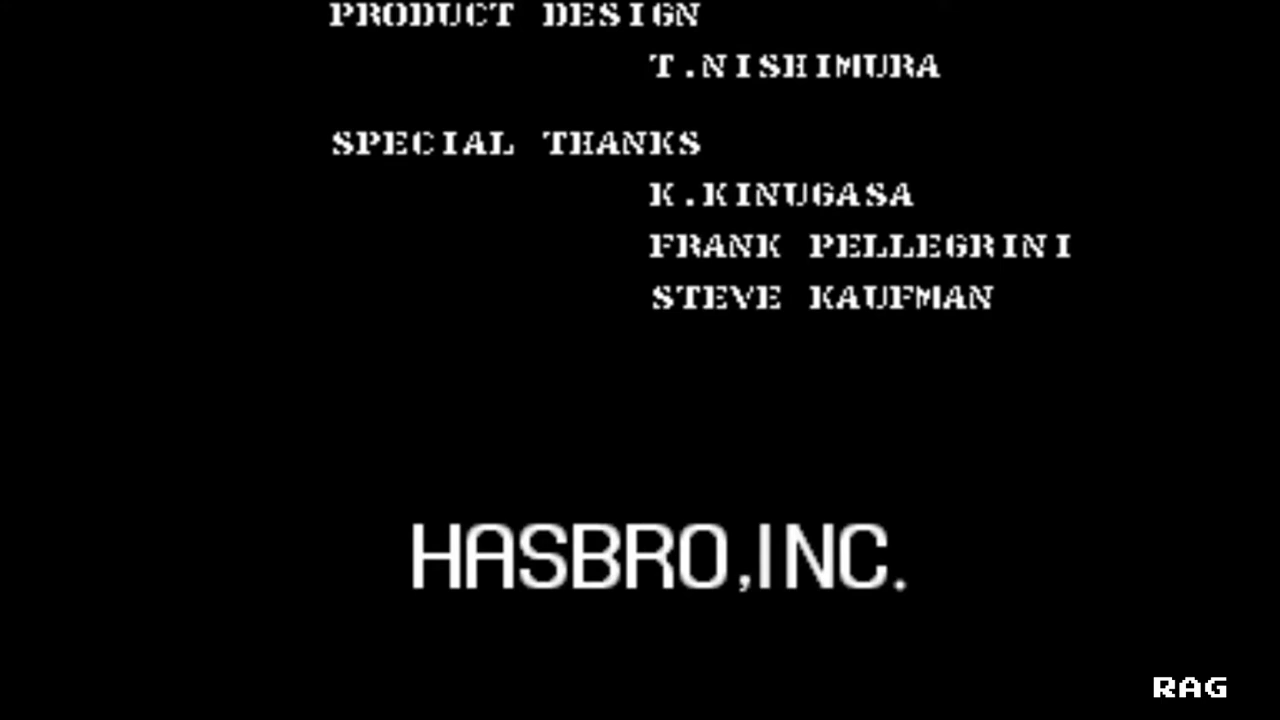 PRODUCT DESIGN
T.NISHIMURA
SPECIAL THANKS
K.KINUGASA
FRANK PELLEGRINI
STEVE KAUFMAN
HASBRO,INC.
RAG